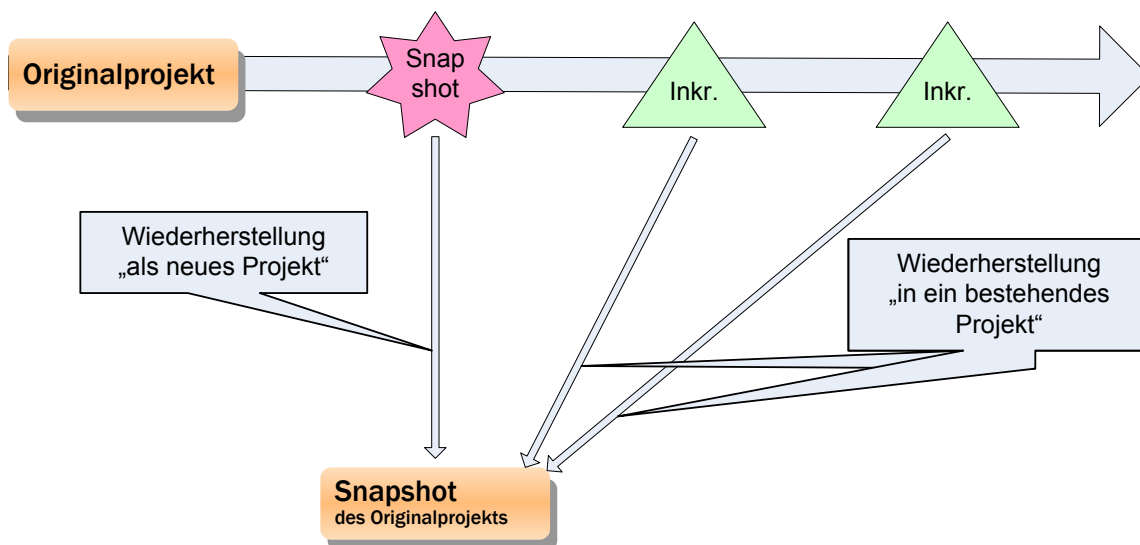 Originalprojekt
Snap
shot
Inkr.
Inkr.
Wiederherstellung
„als neues Projekt“
Wiederherstellung
„in ein bestehendes
Projekt“
Snapshot
des Originalprojekts